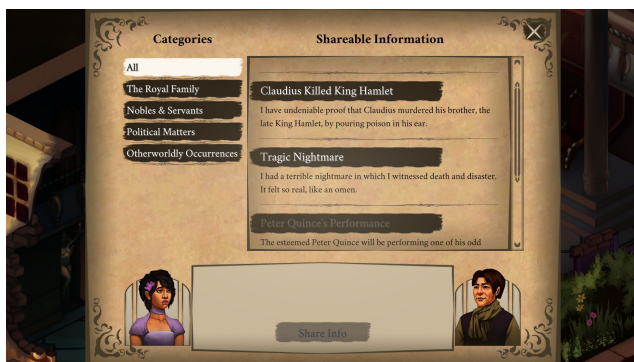 Categories
Shareable Information
All
The Royal Family
Nobles & Servants
Political Matters
Otherworldly Occurrences
Claudius Killed King Hamlet
I have undeniable proof that Claudius murdered his brother, the
late King Hamlet, by pouring poison in his ear.
Tragic Nightmare
I had a terrible nightmare in which I witnessed death and disaster.
It felt so real, like an omen.
Peter Quince's Performance
The esteemed Peter Quince will be performing one of his odd
Share Info